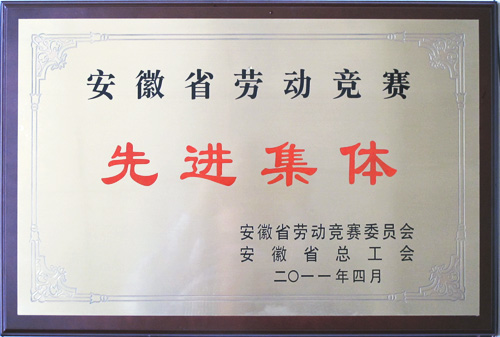 安徽省劳动竞赛
先进集体
安徽省劳动竞赛委员会
安徽省总工会
二〇一一年四月